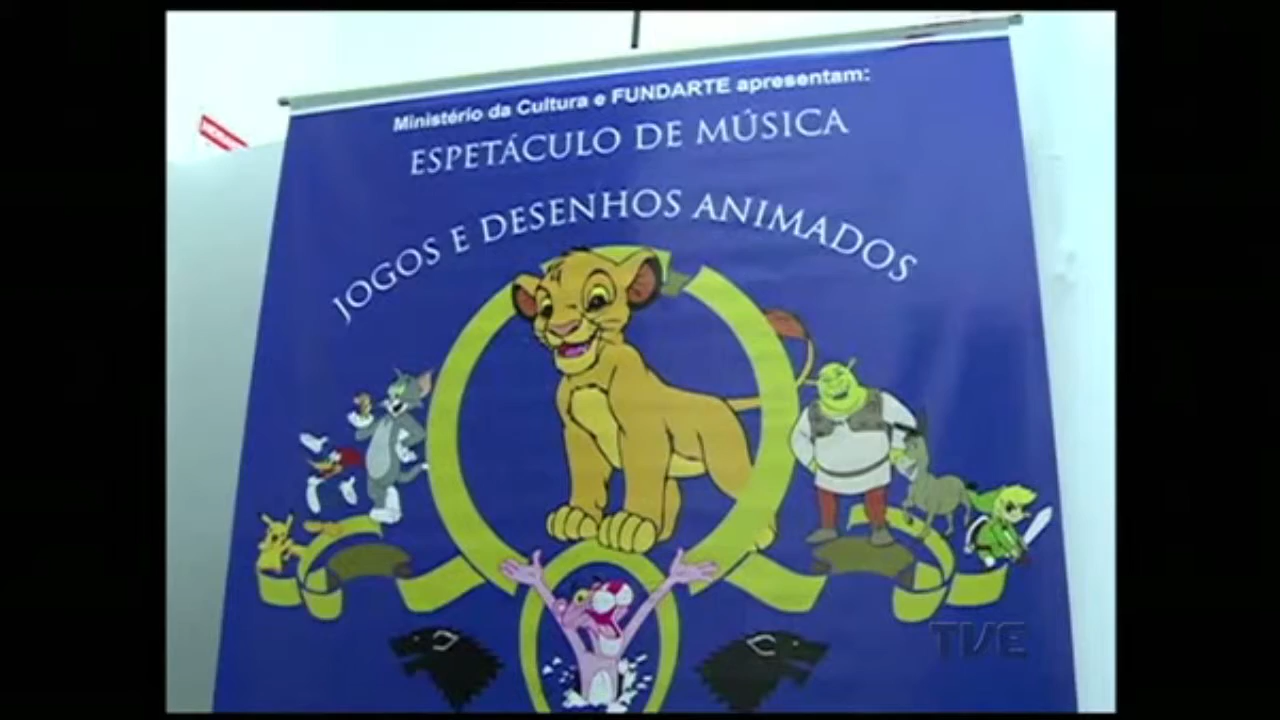 Ministério da Cultura e FUNDARTE apresentam:
ESPETÁCULO DE MÚSICA
JOGOS E DESENHOS ANIMADOS
TVE